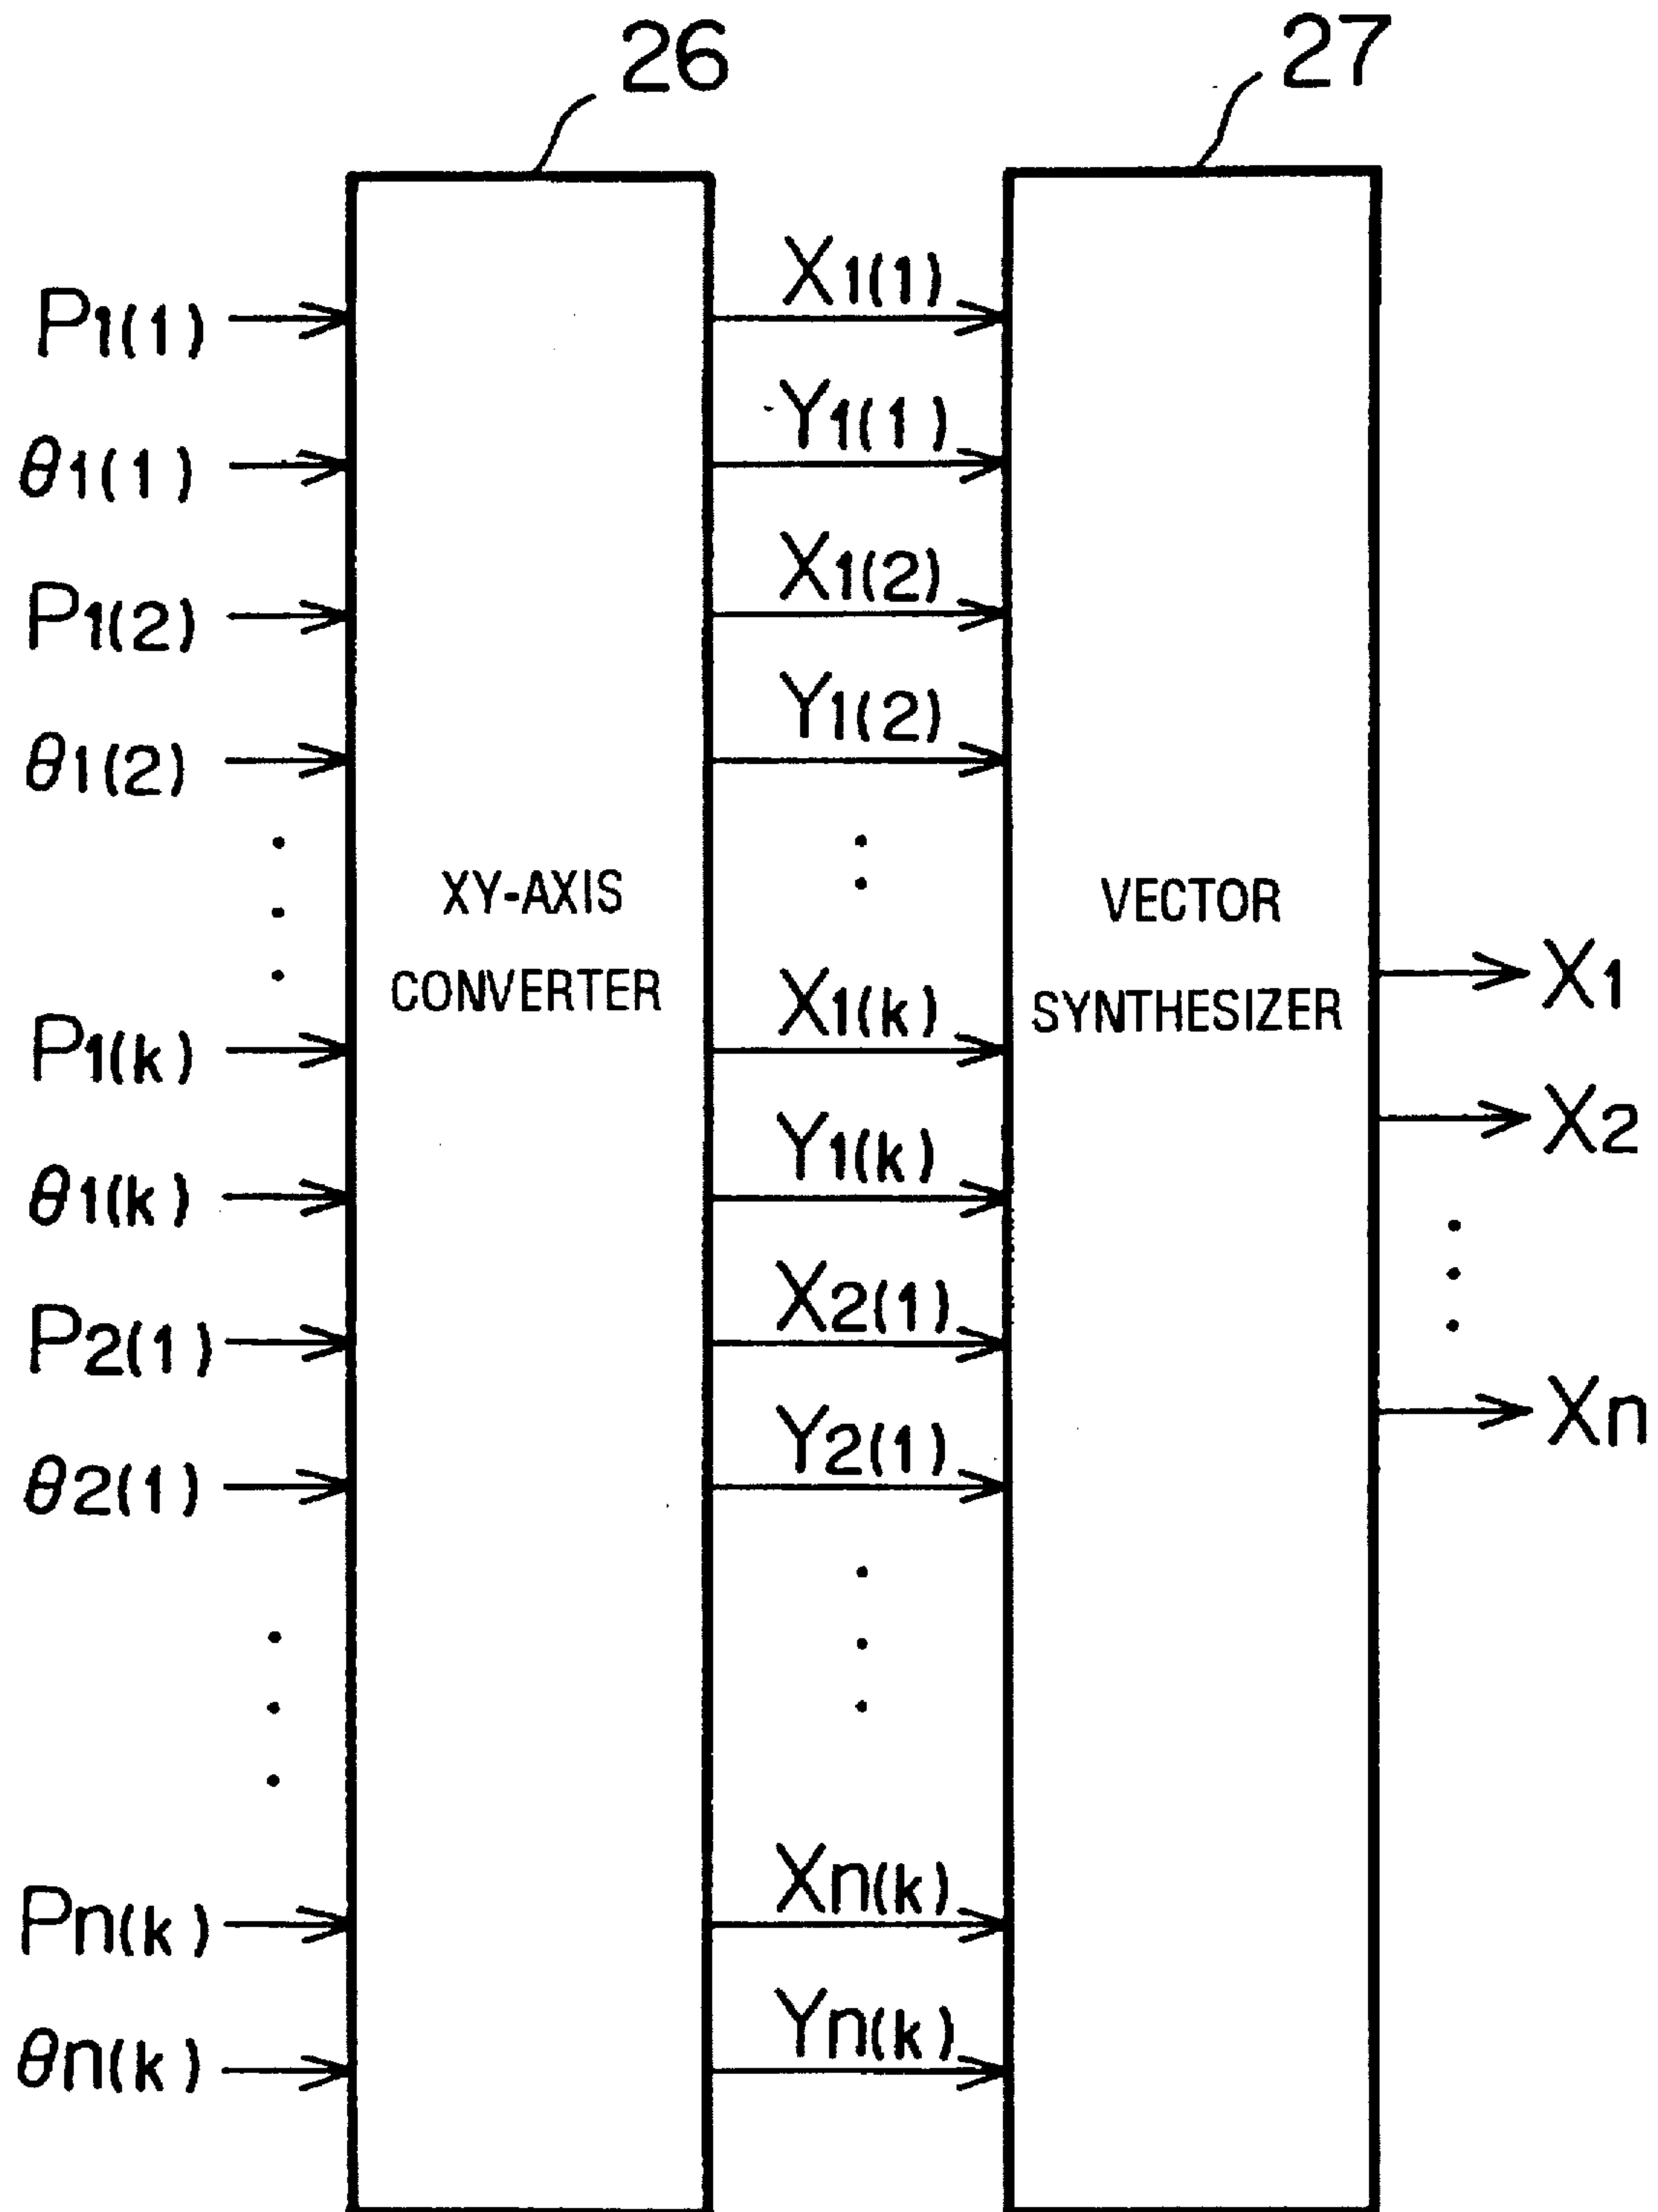 26
27
P1(1)
X1(1)
θ1(1)
Y1(1)
P1(2)
X1(2)
θ1(2)
Y1(2)
XY-AXIS
CONVERTER
VECTOR
SYNTHESIZER
P1(k)
X1(k)
θ1(k)
Y1(k)
P2(1)
X2(1)
θ2(1)
Y2(1)
Pn(k)
Xn(k)
θn(k)
Yn(k)
X1
X2
Xn